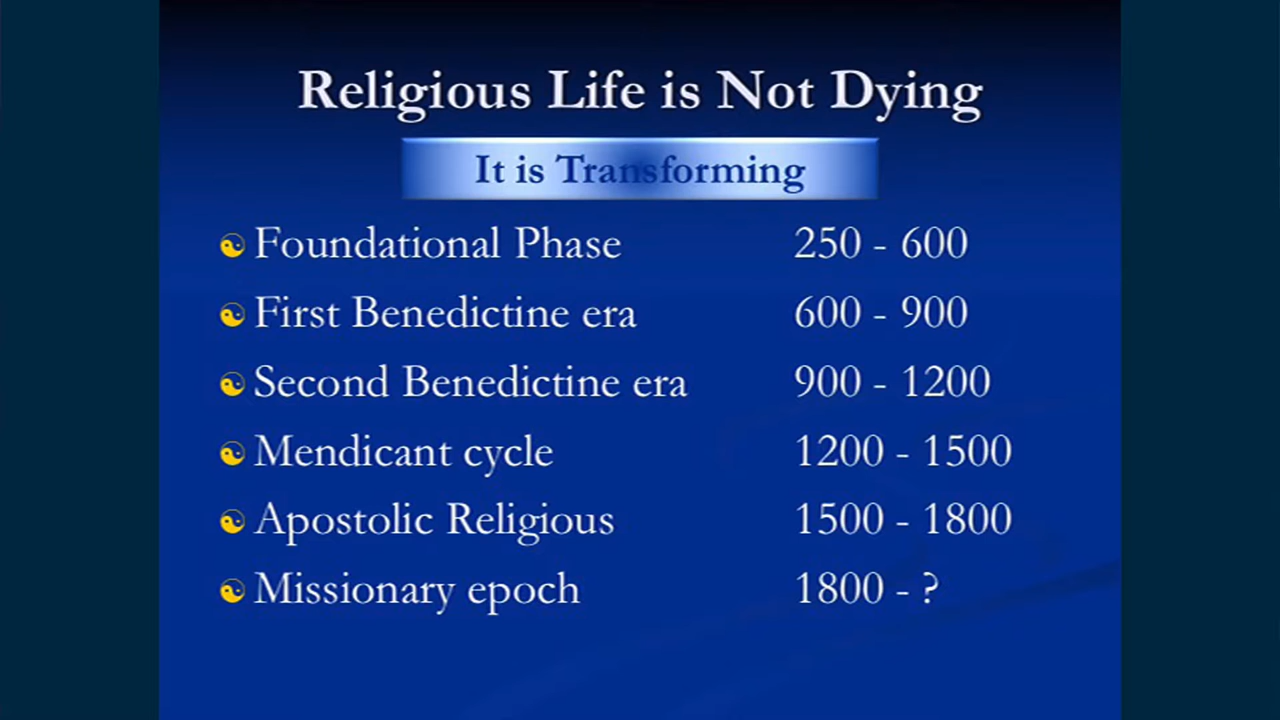 Religious Life is Not Dying
It is Transforming
Foundational Phase 250 - 600
First Benedictine era 600 - 900
Second Benedictine era 900 - 1200
Mendicant cycle 1200 - 1500
Apostolic Religious 1500 - 1800
Missionary epoch 1800 - ?